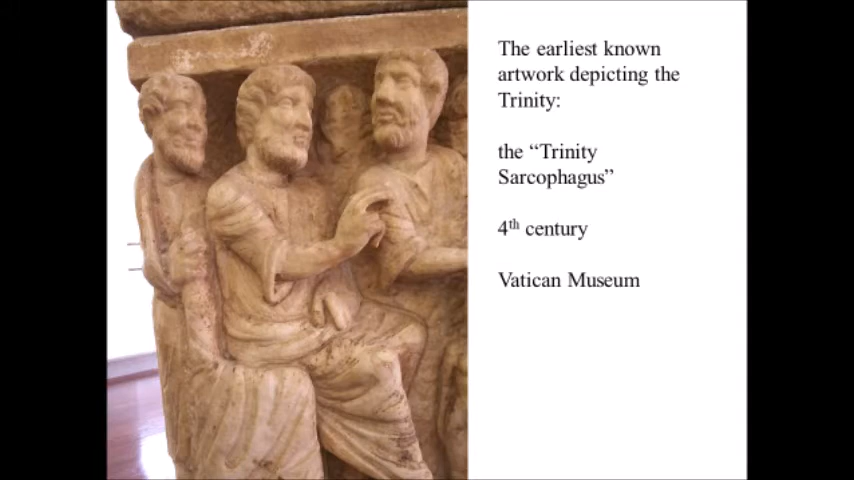 The earliest known
artwork depicting the
Trinity:
the “Trinity
Sarcophagus”
4th century
Vatican Museum